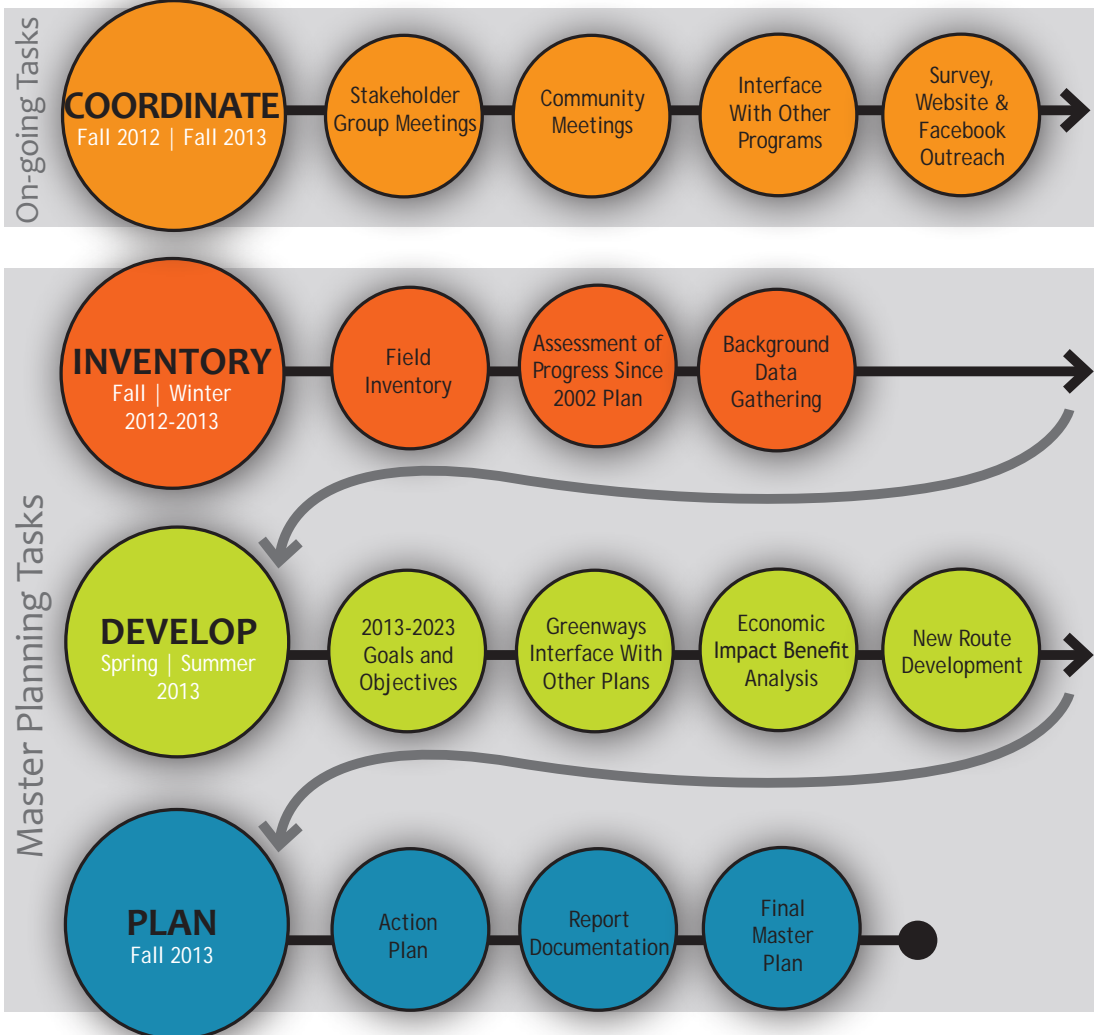 On-going Tasks
COORDINATE
Fall 2012 | Fall 2013
Stakeholder
Group Meetings
Community
Meetings
Interface
With Other
Programs
Survey,
Website &
Facebook
Outreach
Master Planning Tasks
INVENTORY
Fall | Winter
2012-2013
Field
Inventory
Assessment of
Progress Since
2002 Plan
Background
Data
Gathering
DEVELOP
Spring | Summer
2013
2013-2023
Goals and
Objectives
Greenways
Interface With
Other Plans
Economic
Impact Benefit
Analysis
New Route
Development
PLAN
Fall 2013
Action
Plan
Report
Documentation
Final
Master
Plan